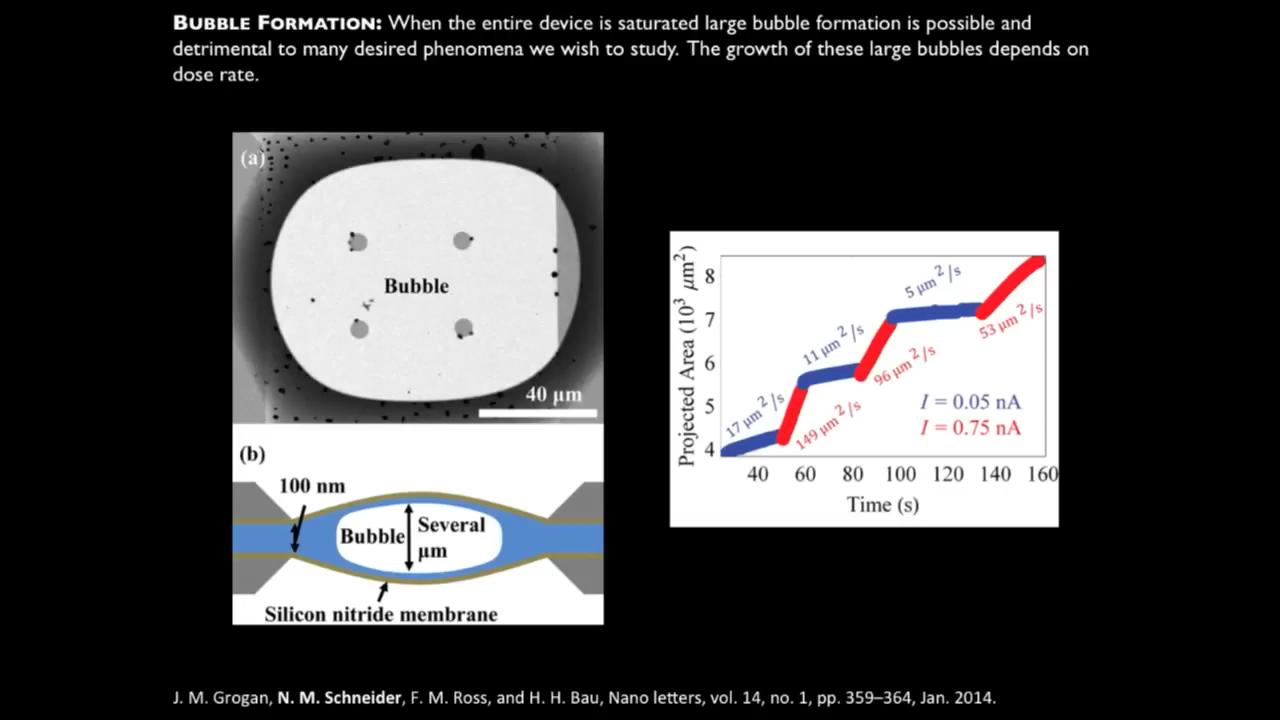 BUBBLE FORMATION: When the entire device is saturated large bubble formation is possible and
detrimental to many desired phenomena we wish to study. The growth of these large bubbles depends on
dose rate.
(a)
Bubble
40 µm
(b)
100 nm
Bubble
Several
µm
Silicon nitride membrane
Projected Area (10³ µm²)
8
7
6
5
4
17 µm²/s
149 µm²/s
11 µm²/s
96 µm²/s
5 µm²/s
53 µm²/s
I = 0.05 nA
I = 0.75 nA
40 60 80 100 120 140 160
Time (s)
J. M. Grogan, N. M. Schneider, F. M. Ross, and H. H. Bau, Nano letters, vol. 14, no. 1, pp. 359–364, Jan. 2014.